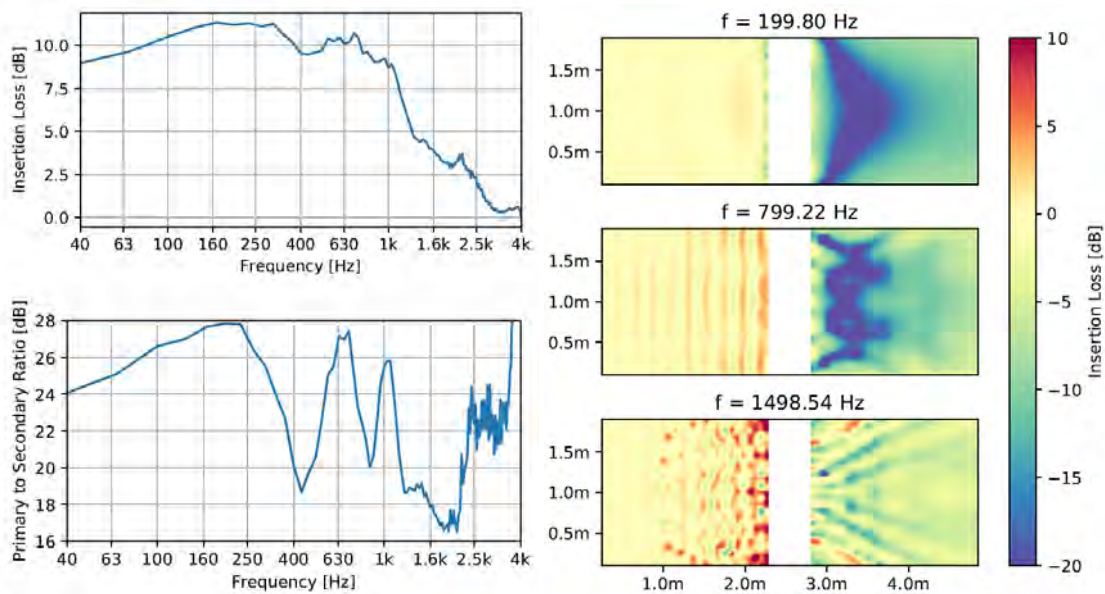 Insertion Loss [dB]
10.0
7.5
5.0
2.5
0.0
40 63 100 160 250 400 630 1k 1.6k 2.5k 4k
Frequency [Hz]
Primary to Secondary Ratio [dB]
28
26
24
22
20
18
16
40 63 100 160 250 400 630 1k 1.6k 2.5k 4k
Frequency [Hz]
f = 199.80 Hz
1.5m
1.0m
0.5m
f = 799.22 Hz
1.5m
1.0m
0.5m
f = 1498.54 Hz
1.5m
1.0m
0.5m
1.0m 2.0m 3.0m 4.0m
10
5
0
−5
−10
−15
−20
Insertion Loss [dB]